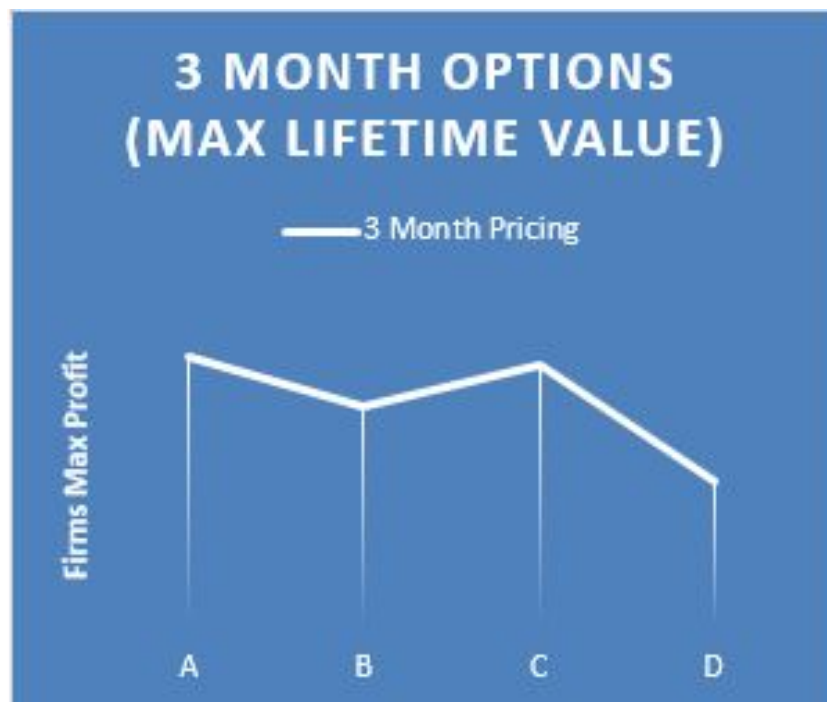 3 MONTH OPTIONS
(MAX LIFETIME VALUE)
3 Month Pricing
Firms Max Profit
A B C D